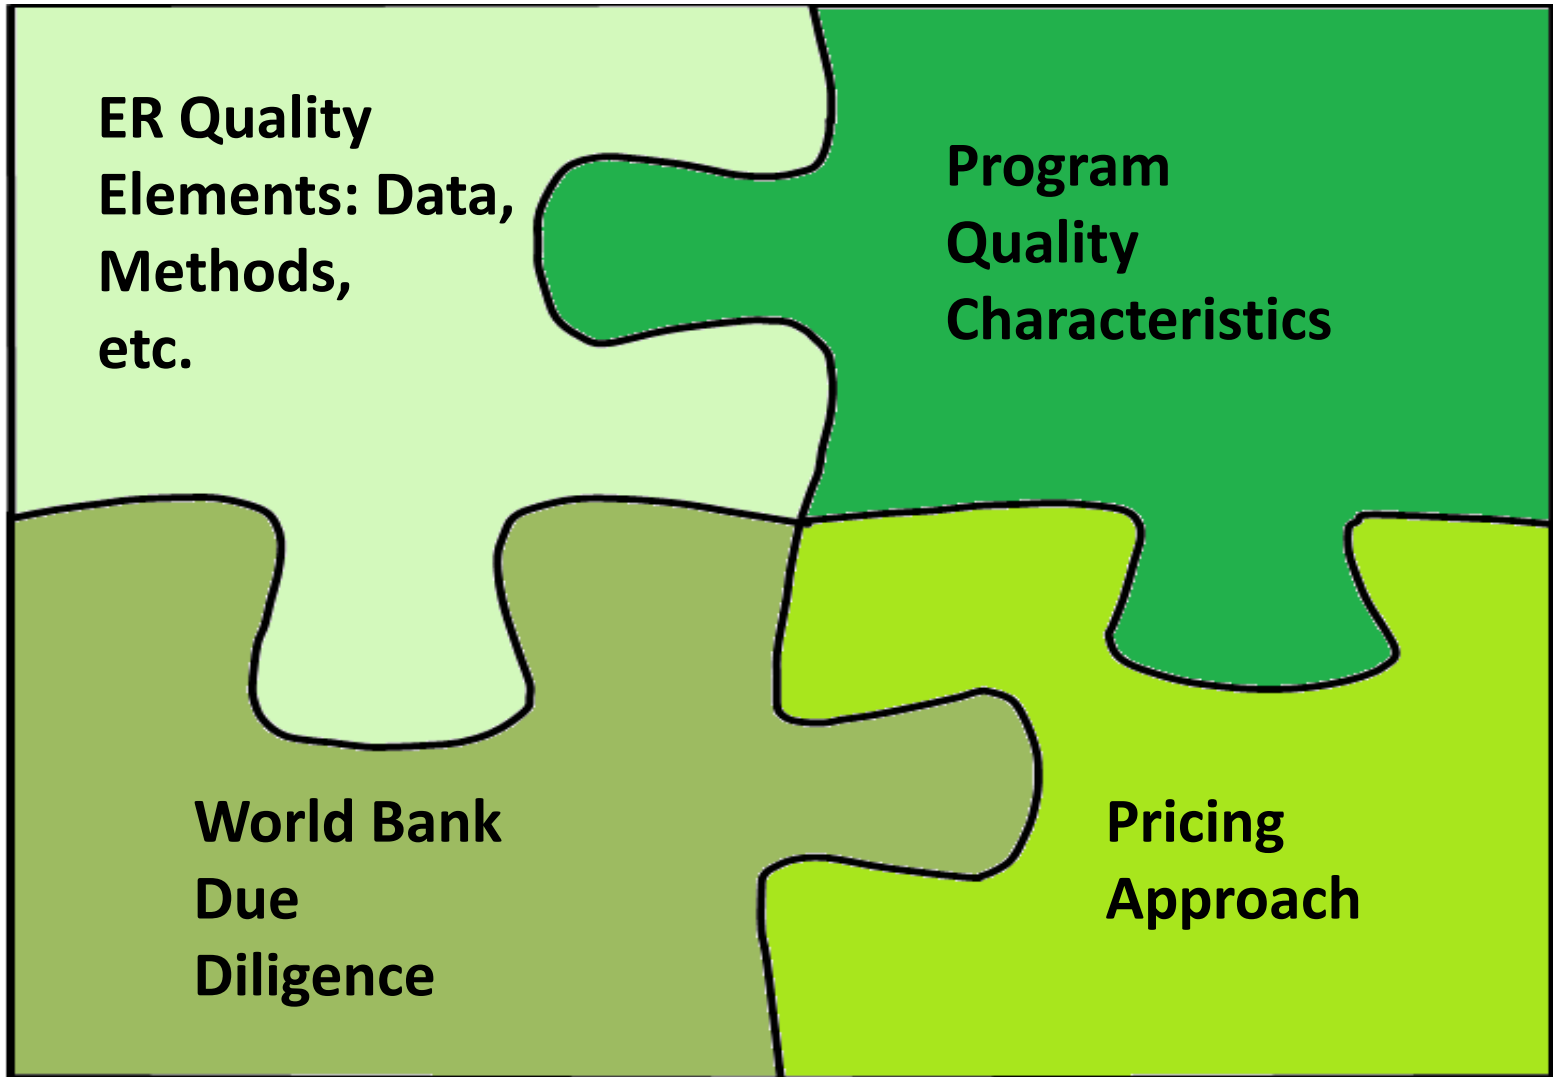 ER Quality
Elements: Data,
Methods,
etc.
Program
Quality
Characteristics
World Bank
Due
Diligence
Pricing
Approach